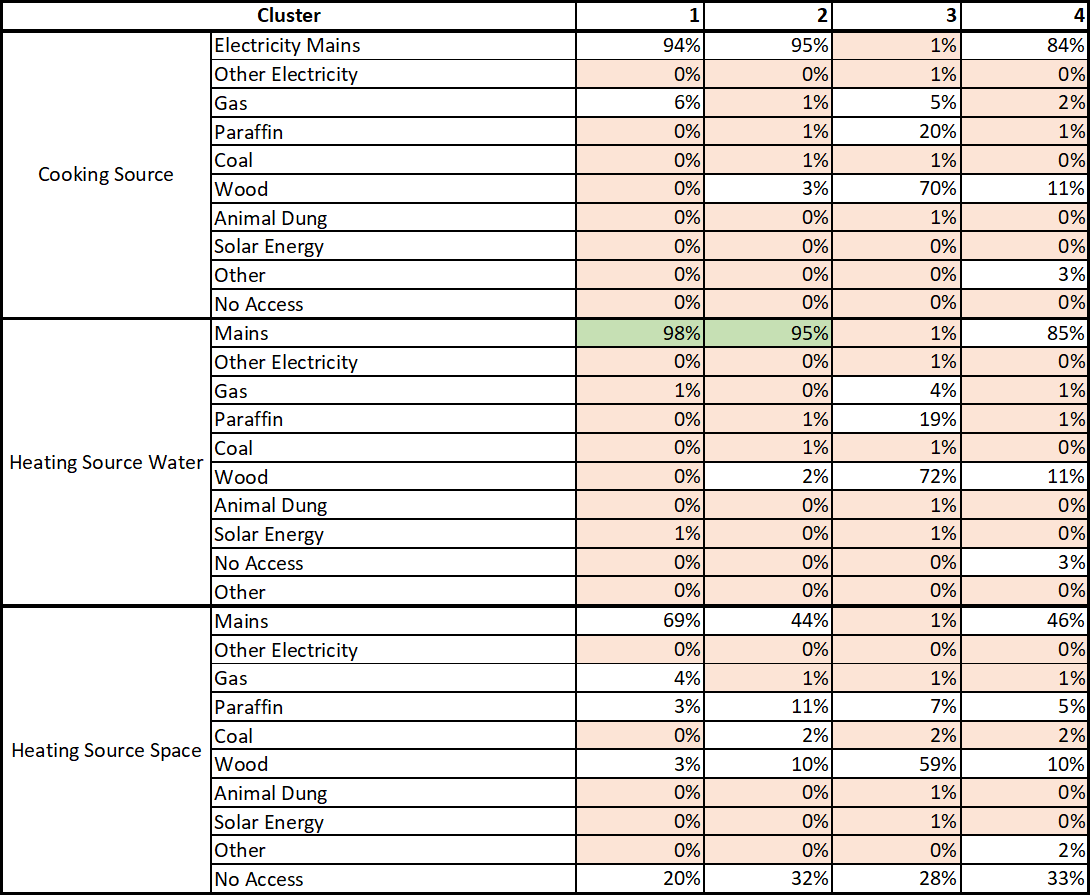 Cluster 1 2 3 4
Cooking Source
Electricity Mains 94% 95% 1% 84%
Other Electricity 0% 0% 1% 0%
Gas 6% 1% 5% 2%
Paraffin 0% 1% 20% 1%
Coal 0% 1% 1% 0%
Wood 0% 3% 70% 11%
Animal Dung 0% 0% 1% 0%
Solar Energy 0% 0% 0% 0%
Other 0% 0% 0% 3%
No Access 0% 0% 0% 0%
Heating Source Water
Mains 98% 95% 1% 85%
Other Electricity 0% 0% 1% 0%
Gas 1% 0% 4% 1%
Paraffin 0% 1% 19% 1%
Coal 0% 1% 1% 0%
Wood 0% 2% 72% 11%
Animal Dung 0% 0% 1% 0%
Solar Energy 1% 0% 1% 0%
No Access 0% 0% 0% 3%
Other 0% 0% 0% 0%
Heating Source Space
Mains 69% 44% 1% 46%
Other Electricity 0% 0% 0% 0%
Gas 4% 1% 1% 1%
Paraffin 3% 11% 7% 5%
Coal 0% 2% 2% 2%
Wood 3% 10% 59% 10%
Animal Dung 0% 0% 1% 0%
Solar Energy 0% 0% 1% 0%
Other 0% 0% 0% 2%
No Access 20% 32% 28% 33%